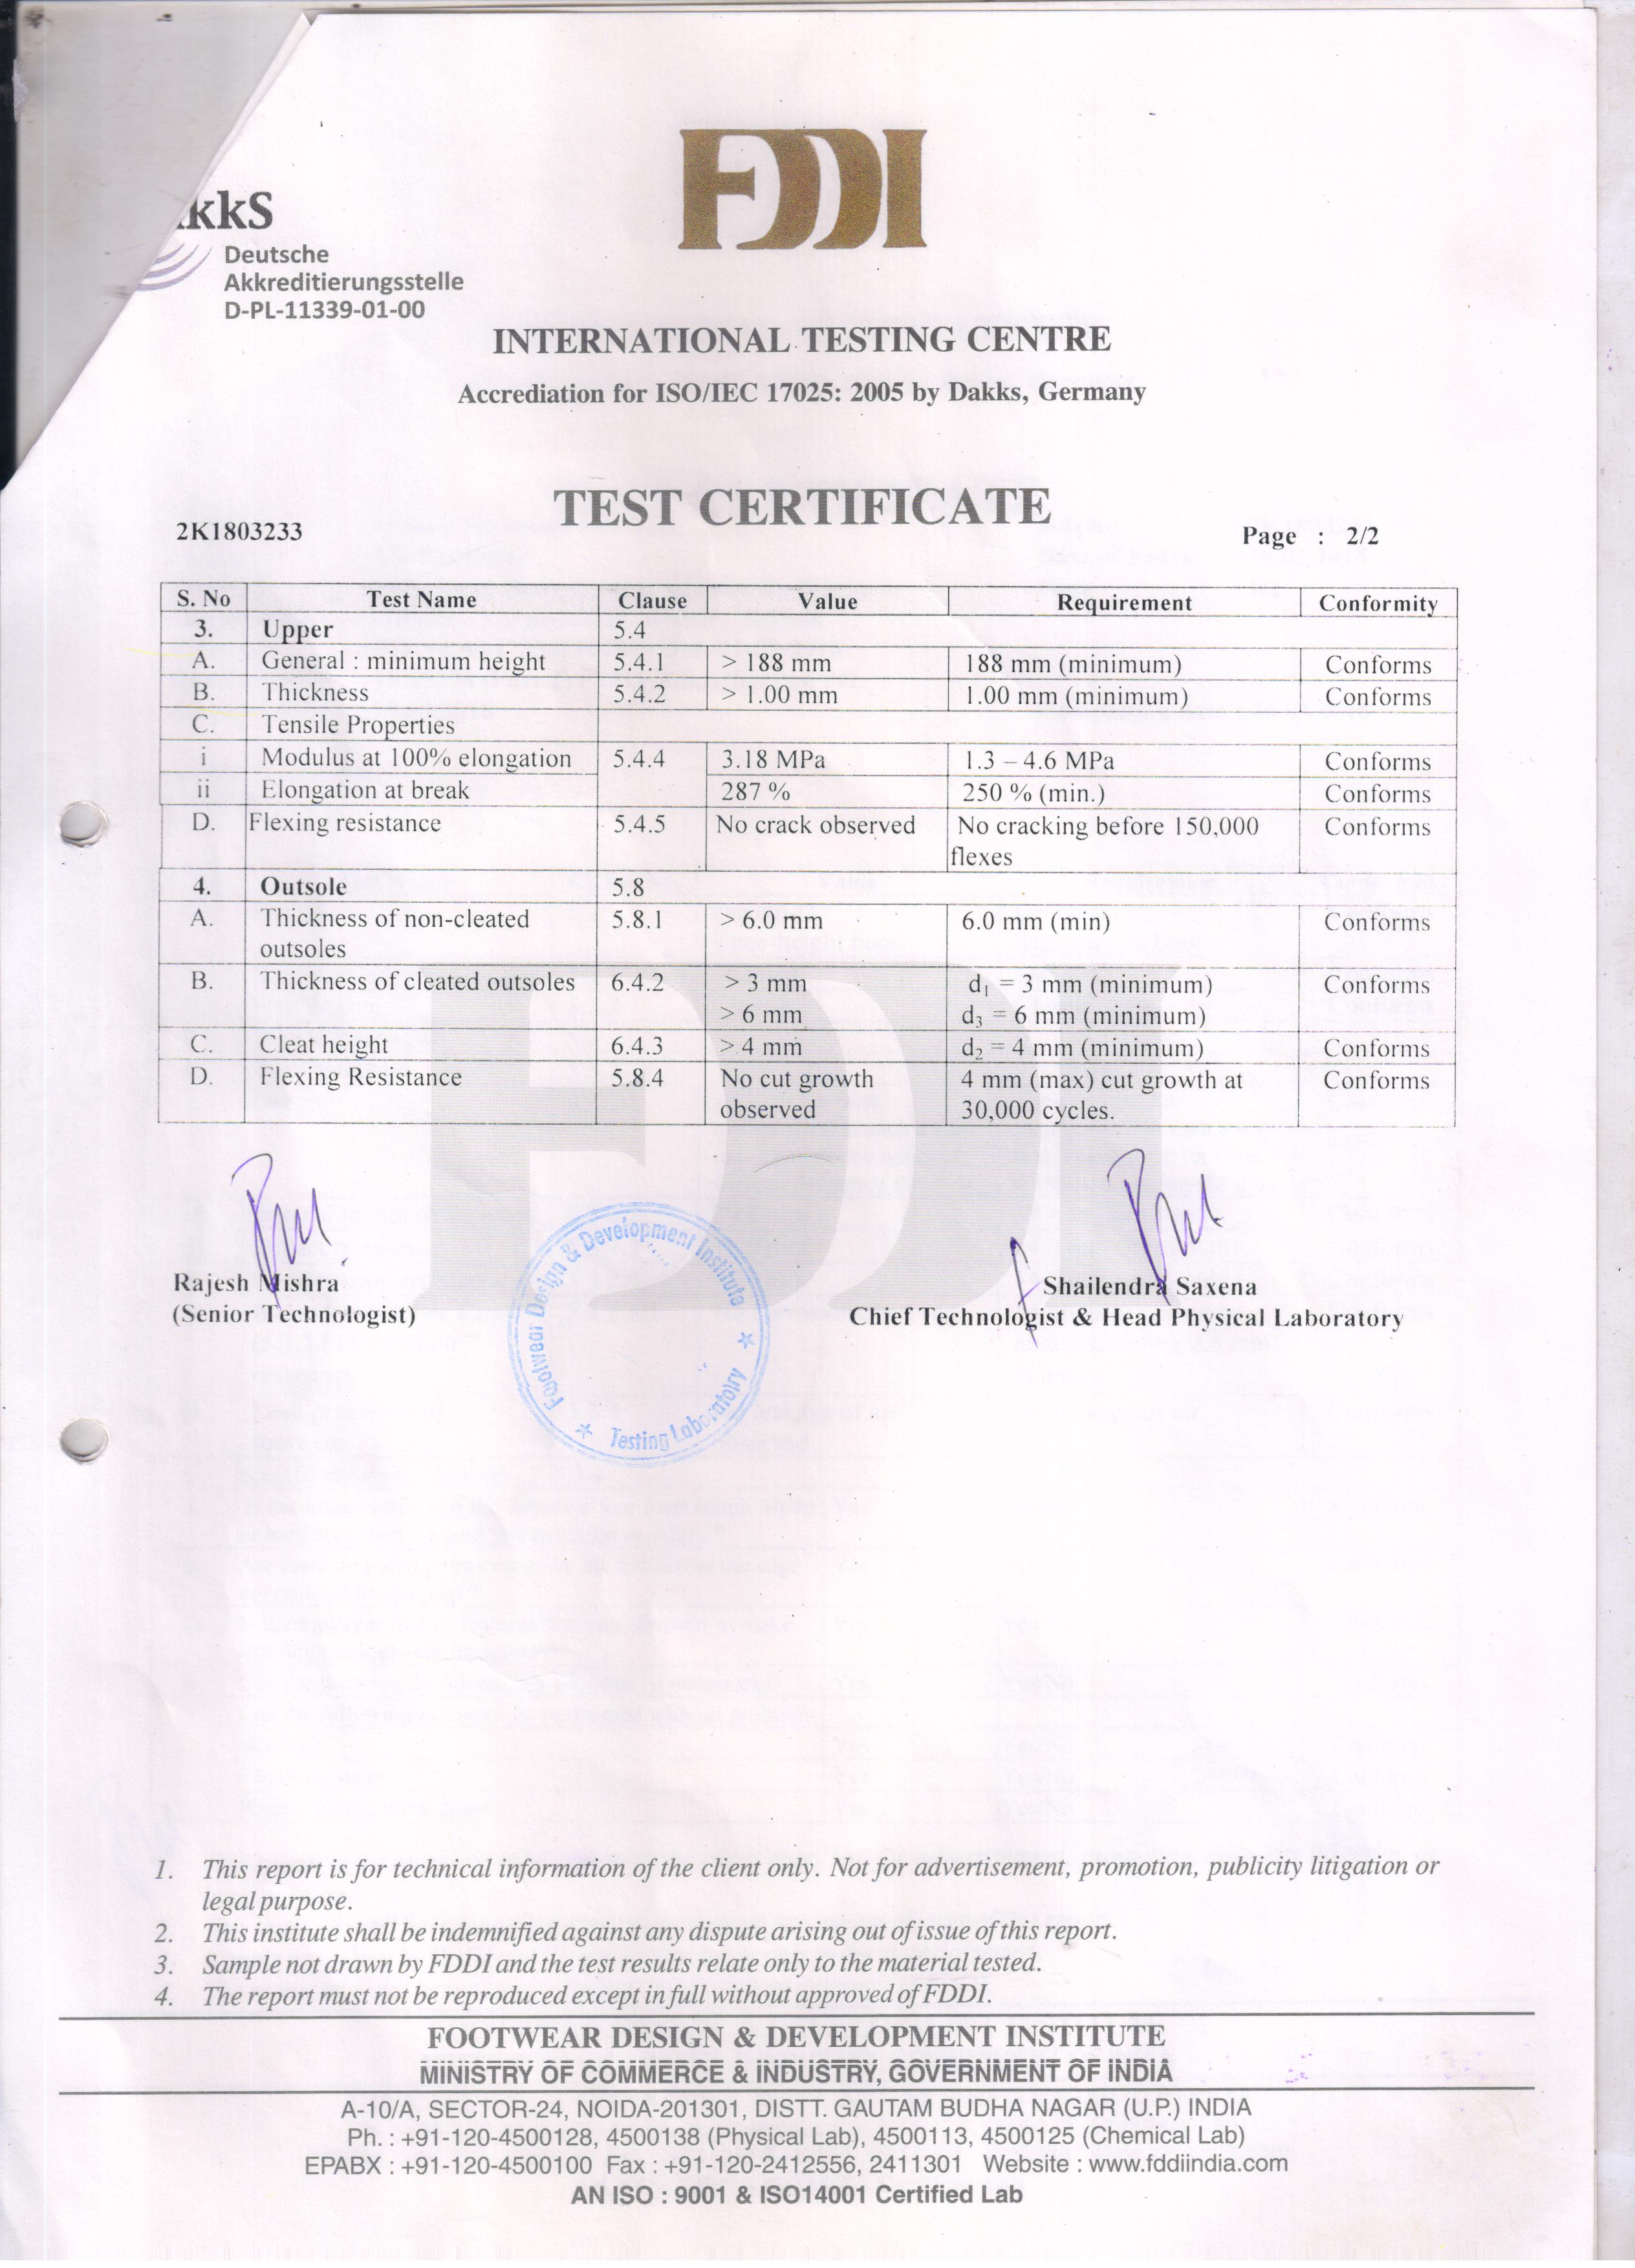 FDDI
kkS
Deutsche
Akkreditierungsstelle
D-PL-11339-01-00
INTERNATIONAL TESTING CENTRE
Accrediation for ISO/IEC 17025: 2005 by Dakks, Germany
TEST CERTIFICATE
2K1803233
Page : 2/2
S. No Test Name Clause Value Requirement Conformity
3. Upper 5.4
A. General : minimum height 5.4.1 > 188 mm 188 mm (minimum) Conforms
B. Thickness 5.4.2 > 1.00 mm 1.00 mm (minimum) Conforms
C. Tensile Properties
i Modulus at 100% elongation 5.4.4 3.18 MPa 1.3 – 4.6 MPa Conforms
ii Elongation at break 287 % 250 % (min.) Conforms
D. Flexing resistance 5.4.5 No crack observed No cracking before 150,000 Conforms
flexes
4. Outsole 5.8
A. Thickness of non-cleated 5.8.1 > 6.0 mm 6.0 mm (min) Conforms
outsoles
B. Thickness of cleated outsoles 6.4.2 > 3 mm d₁ = 3 mm (minimum) Conforms
> 6 mm d₃ = 6 mm (minimum)
C. Cleat height 6.4.3 > 4 mm d₂ = 4 mm (minimum) Conforms
D. Flexing Resistance 5.8.4 No cut growth 4 mm (max) cut growth at Conforms
observed 30,000 cycles.
FDDI
Rajesh Mishra
(Senior Technologist)
Footwear Design & Development Institute
Testing Laboratoiry
Shailendra Saxena
Chief Technologist & Head Physical Laboratory
1. This report is for technical information of the client only. Not for advertisement, promotion, publicity litigation or
legal purpose.
2. This institute shall be indemnified against any dispute arising out of issue of this report.
3. Sample not drawn by FDDI and the test results relate only to the material tested.
4. The report must not be reproduced except in full without approved of FDDI.
FOOTWEAR DESIGN & DEVELOPMENT INSTITUTE
MINISTRY OF COMMERCE & INDUSTRY, GOVERNMENT OF INDIA
A-10/A, SECTOR-24, NOIDA-201301, DISTT. GAUTAM BUDHA NAGAR (U.P.) INDIA
Ph. : +91-120-4500128, 4500138 (Physical Lab), 4500113, 4500125 (Chemical Lab)
EPABX : +91-120-4500100 Fax : +91-120-2412556, 2411301 Website : www.fddiindia.com
AN ISO : 9001 & ISO14001 Certified Lab